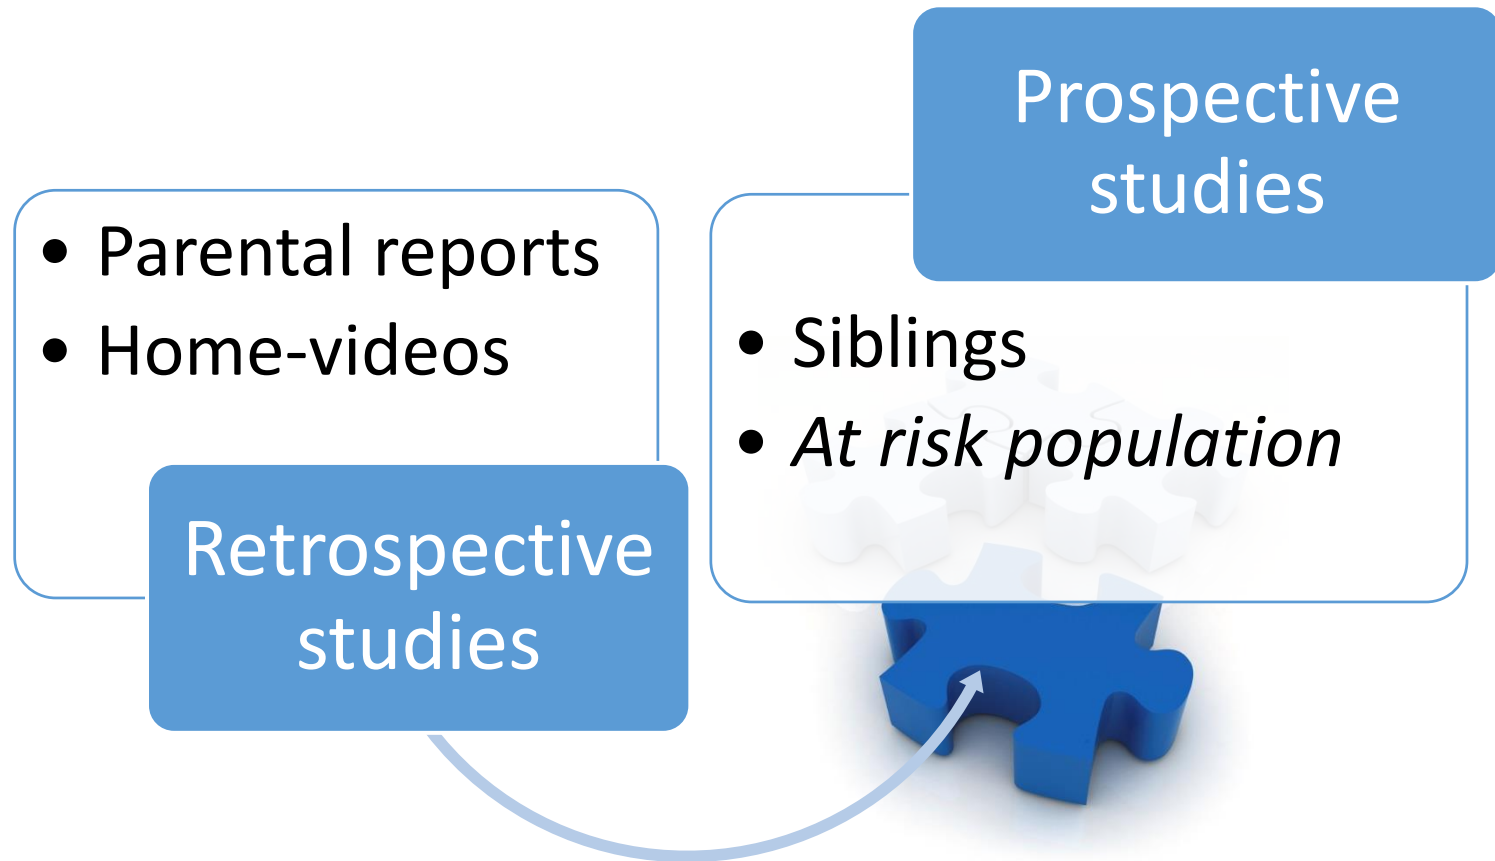 • Parental reports
• Home-videos
Retrospective
studies
Prospective
studies
• Siblings
• At risk population